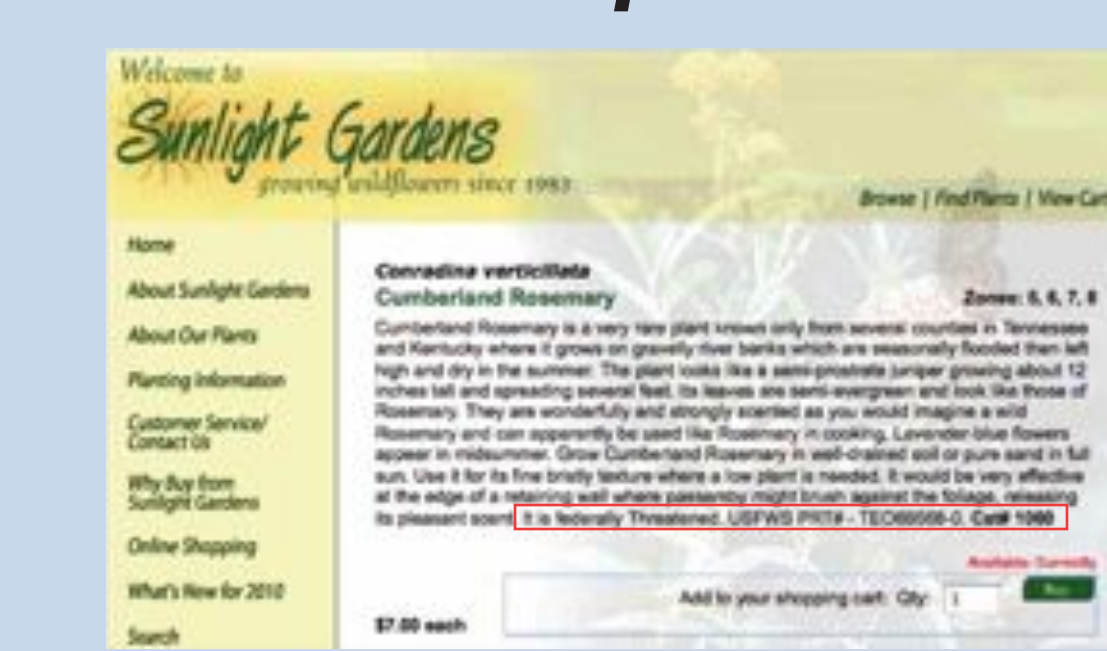 Welcome to
Sunlight Gardens
growing wildflowers since 1983
Browse | Find Plants | View Cart
Home
About Sunlight Gardens
About Our Plants
Planting Information
Customer Service/
Contact Us
Why Buy from
Sunlight Gardens
Online Shopping
What's New for 2010
Search
Conradina verticillata
Cumberland Rosemary
Zones: 5, 6, 7, 8
Cumberland Rosemary is a very rare plant known only from several counties in Tennessee
and Kentucky where it grows on gravelly river banks which are seasonally flooded then left
high and dry in the summer. The plant looks like a semi-prostrate juniper growing about 12
inches tall and spreading several feet. Its leaves are semi-evergreen and look like those of
Rosemary. They are wonderfully and strongly scented as you would imagine a wild
Rosemary and can apparently be used like Rosemary in cooking. Lavender-blue flowers
appear in midsummer. Grow Cumberland Rosemary in well-drained soil or pure sand in full
sun. Use it for its fine bristly texture where a low plant is needed. It would be very effective
at the edge of a retaining wall where passersby might brush against the foliage, releasing
its pleasant scent. It is federally Threatened. USFWS PRT# - Cat# 1060
Available: Currently
Add to your shopping cart: Qty: 1
Buy
$7.00 each